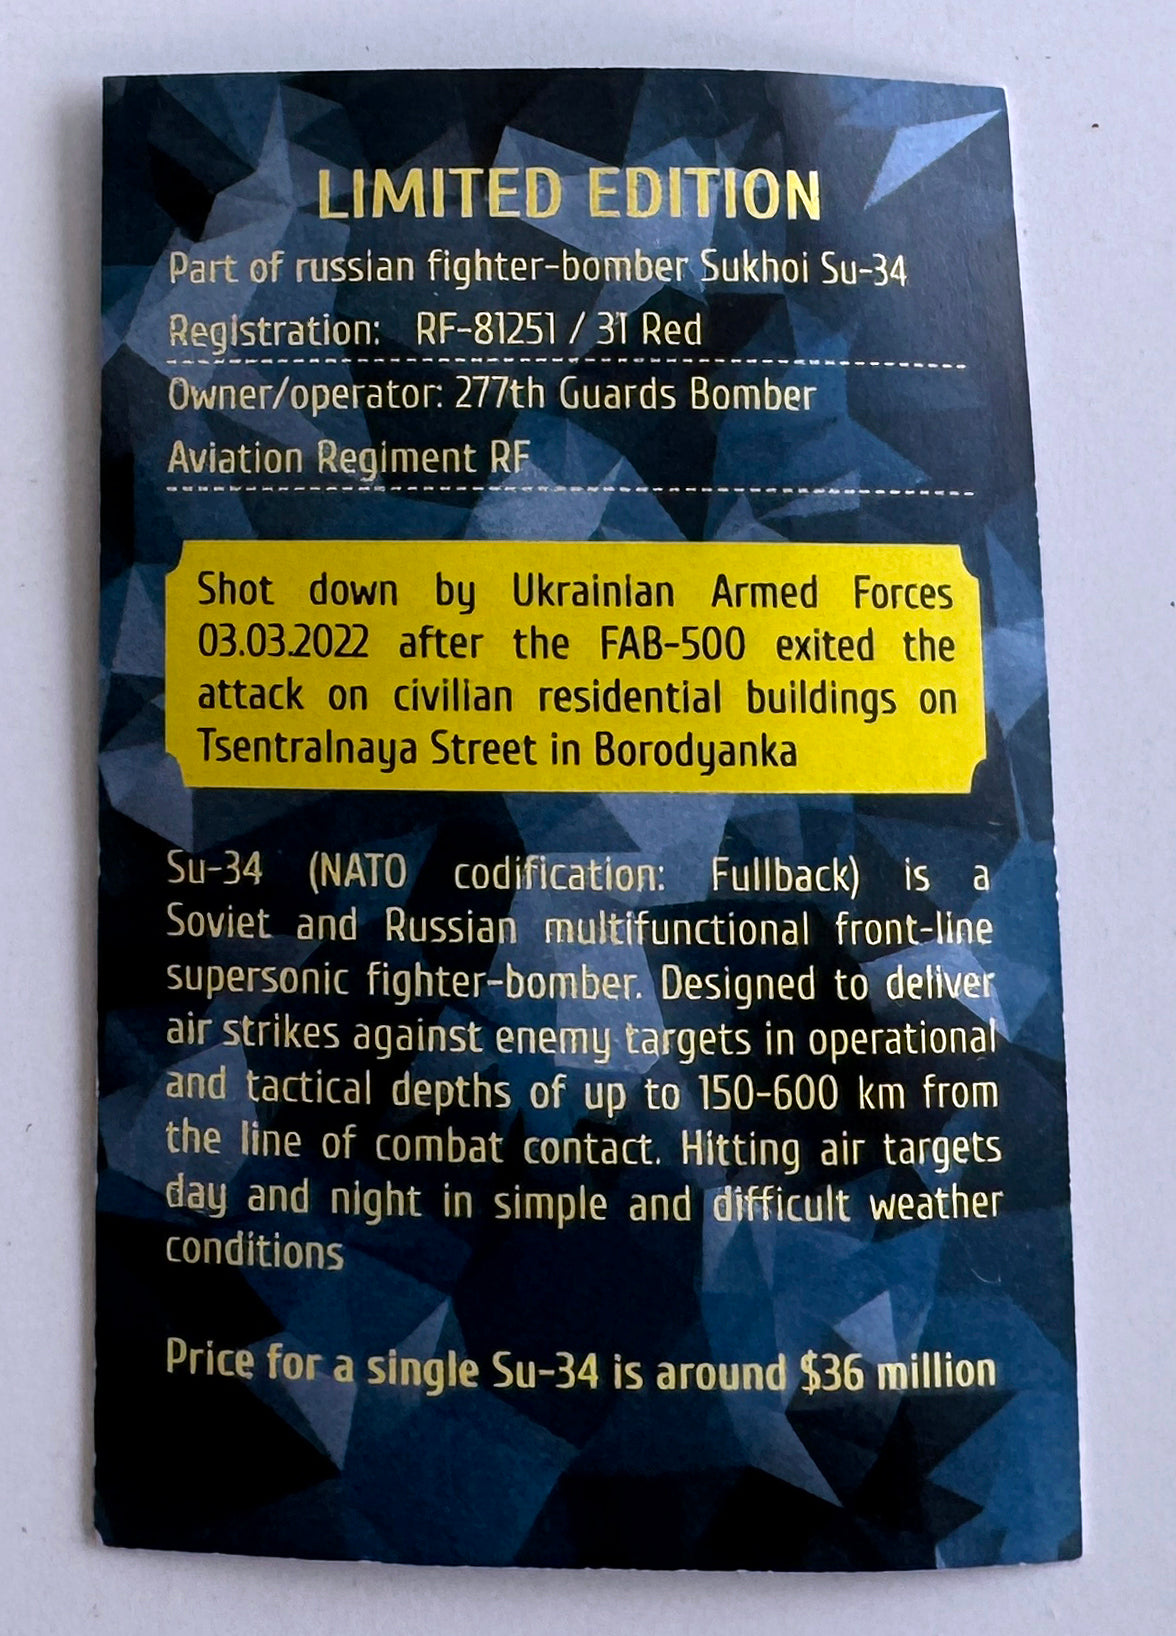 LIMITED EDITION
Part of russian fighter-bomber Sukhoi Su-34
Registration: RF-81251 / 31 Red
Owner/operator: 277th Guards Bomber
Aviation Regiment RF
Shot down by Ukrainian Armed Forces
03.03.2022 after the FAB-500 exited the
attack on civilian residential buildings on
Tsentralnaya Street in Borodyanka
Su-34 (NATO codification: Fullback) is a
Soviet and Russian multifunctional front-line
supersonic fighter-bomber. Designed to deliver
air strikes against enemy targets in operational
and tactical depths of up to 150-600 km from
the line of combat contact. Hitting air targets
day and night in simple and difficult weather
conditions
Price for a single Su-34 is around $36 million